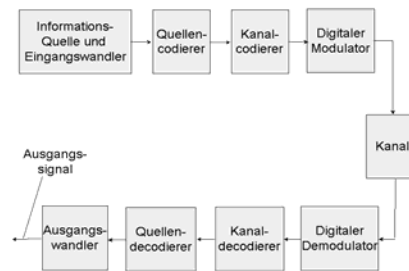 Informations-
Quelle und
Eingangswandler
Quellen-
codierer
Kanal-
codierer
Digitaler
Modulator
Kanal
Ausgangs-
signal
Ausgangs-
wandler
Quellen-
decodierer
Kanal-
decodierer
Digitaler
Demodulator